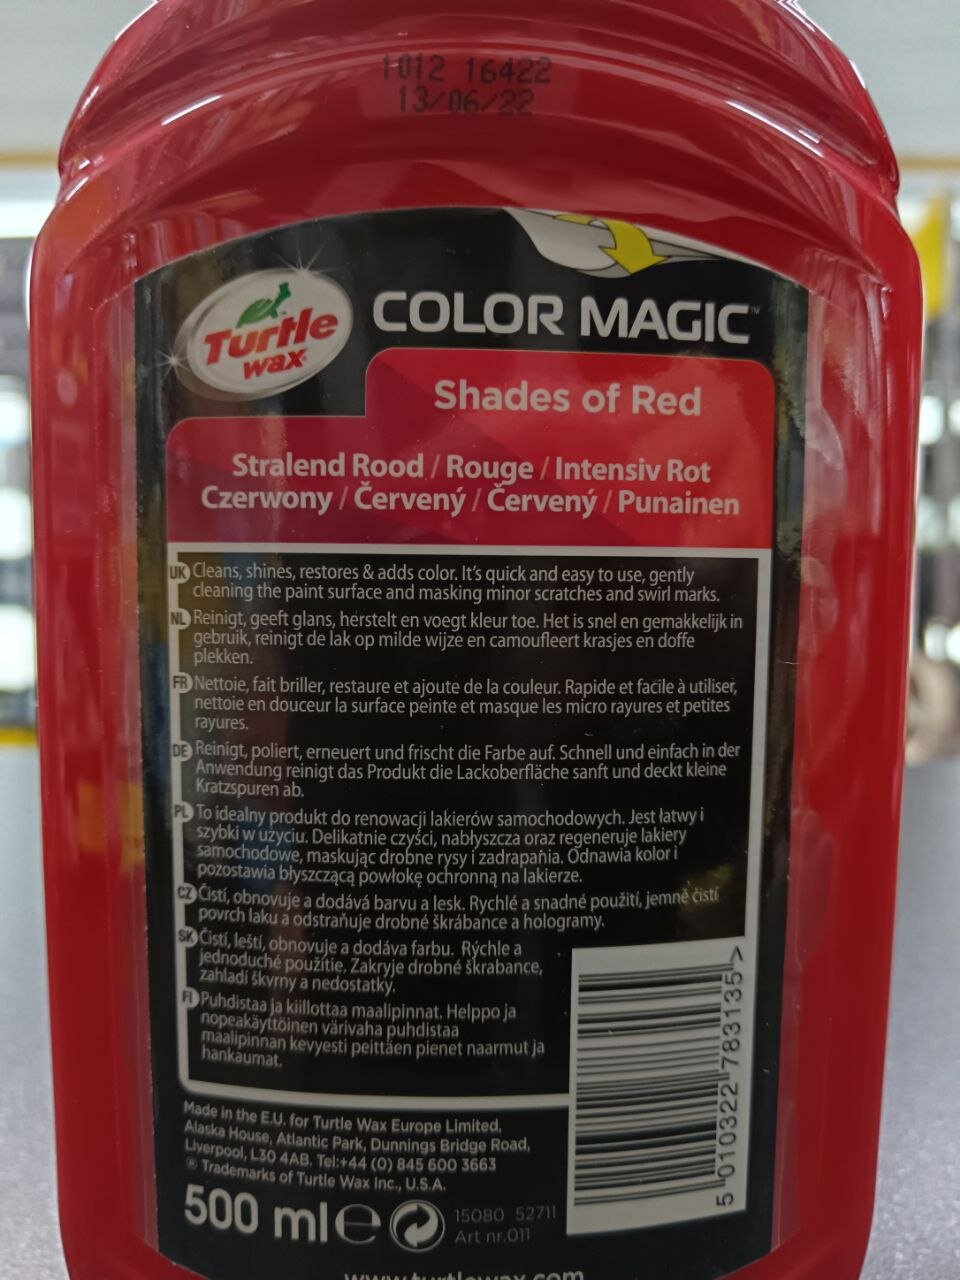 1012 16422
13/06/22
Turtle
wax
COLOR MAGIC™
Shades of Red
Stralend Rood / Rouge / Intensiv Rot
Czerwony / Červený / Červený / Punainen
UK Cleans, shines, restores & adds color. It's quick and easy to use, gently
cleaning the paint surface and masking minor scratches and swirl marks.
NL Reinigt, geeft glans, herstelt en voegt kleur toe. Het is snel en gemakkelijk in
gebruik, reinigt de lak op milde wijze en camoufleert krasjes en doffe
plekken.
FR Nettoie, fait briller, restaure et ajoute de la couleur. Rapide et facile à utiliser,
nettoie en douceur la surface peinte et masque les micro rayures et petites
rayures.
DE Reinigt, poliert, erneuert und frischt die Farbe auf. Schnell und einfach in der
Anwendung reinigt das Produkt die Lackoberfläche sanft und deckt kleine
Kratzspuren ab.
PL To idealny produkt do renowacji lakierów samochodowych. Jest łatwy i
szybki w użyciu. Delikatnie czyści, nabłyszcza oraz regeneruje lakiery
samochodowe, maskując drobne rysy i zadrapania. Odnawia kolor i
pozostawia błyszczącą powłokę ochronną na lakierze.
CZ Čistí, obnovuje a dodává barvu a lesk. Rychlé a snadné použití, jemně čistí
povrch laku a odstraňuje drobné škrábance a hologramy.
SK Čistí, leští, obnovuje a dodáva farbu. Rýchle a
jednoduché použitie. Zakryje drobné škrabance,
zahladí škvrny a nedostatky.
FI Puhdistaa ja kiillottaa maalipinnat. Helppo ja
nopeakäyttöinen värivaha puhdistaa
maalipinnan kevyesti peittäen pienet naarmut ja
hankaumat.
Made in the E.U. for Turtle Wax Europe Limited,
Alaska House, Atlantic Park, Dunnings Bridge Road,
Liverpool, L30 4AB. Tel:+44 (0) 845 600 3663
® Trademarks of Turtle Wax Inc., U.S.A.
500 ml e
15080 52711
Art nr.011
5 010322 783135 >
www.turtlewax.com